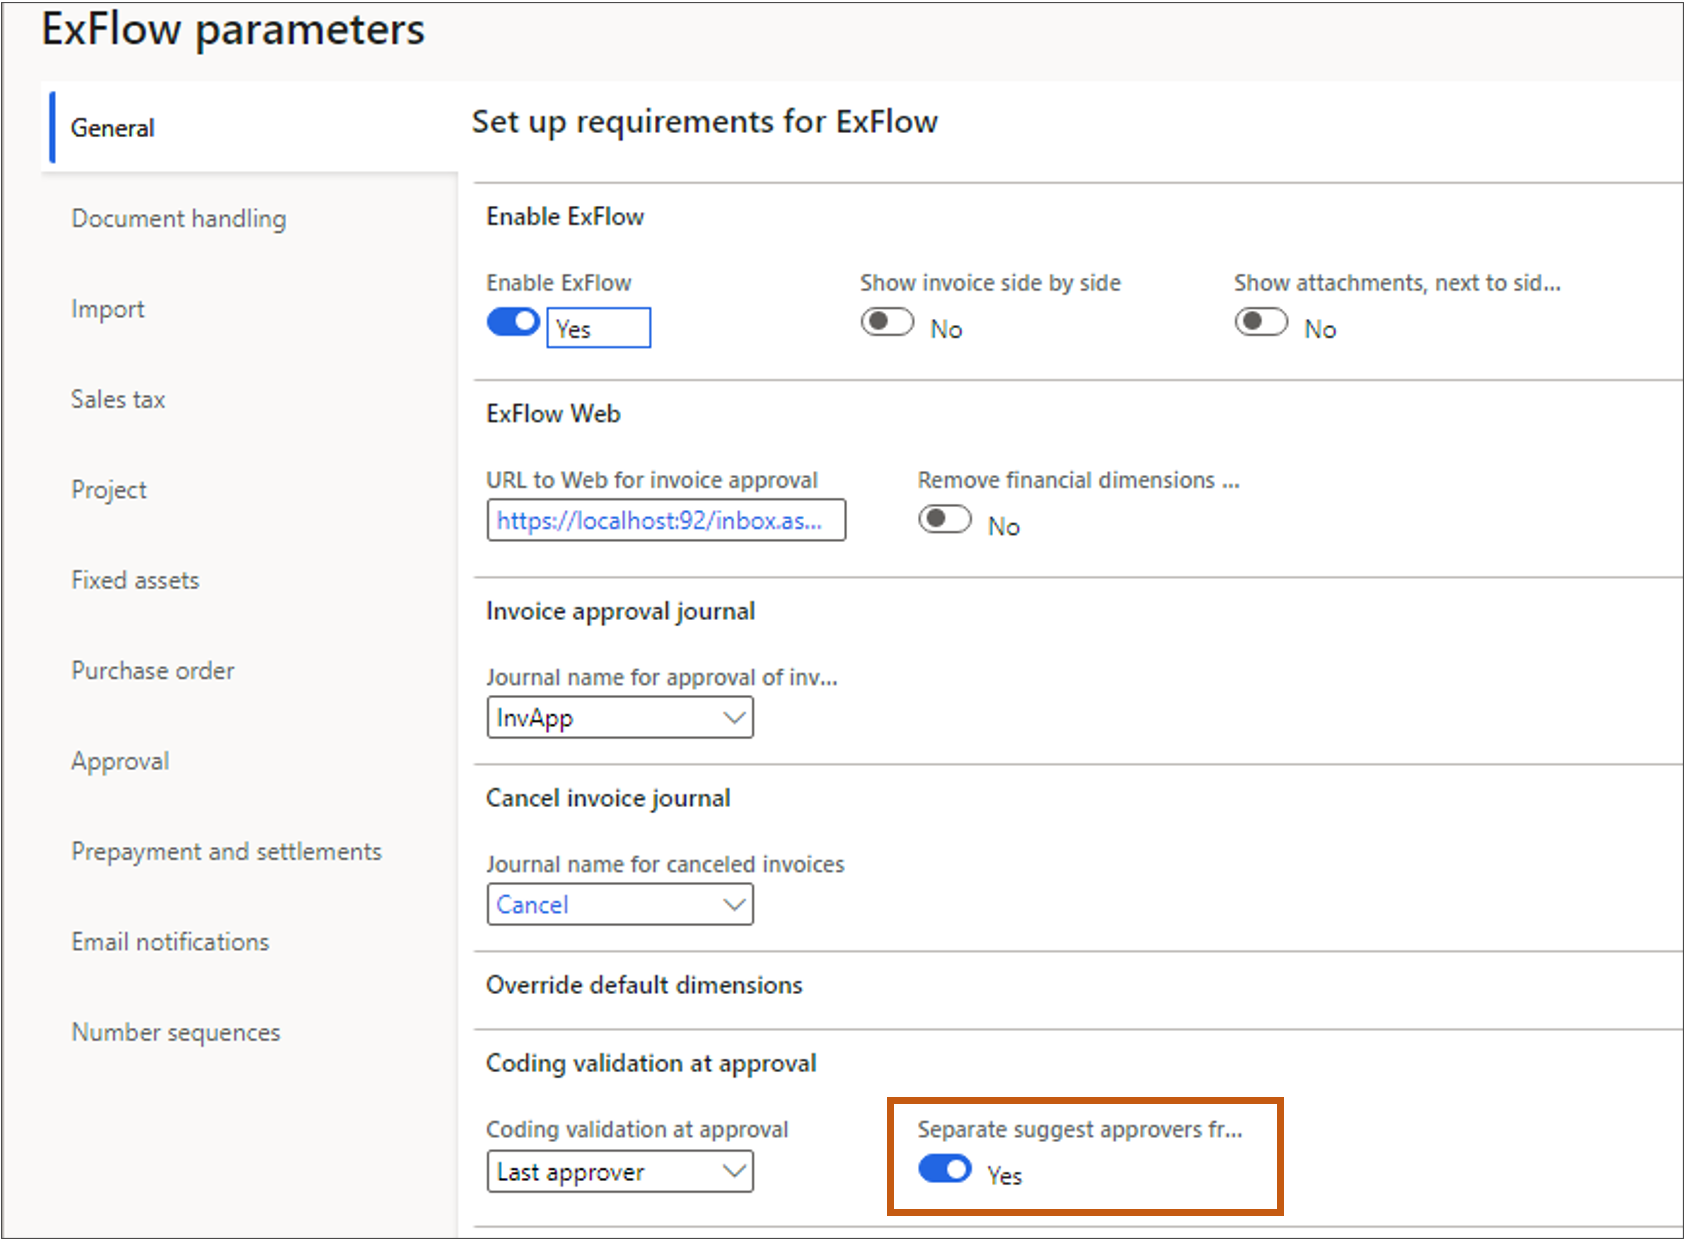 ExFlow parameters
General
Document handling
Import
Sales tax
Project
Fixed assets
Purchase order
Approval
Prepayment and settlements
Email notifications
Number sequences
Set up requirements for ExFlow
Enable ExFlow
Enable ExFlow
Yes
Show invoice side by side
No
Show attachments, next to sid...
No
ExFlow Web
URL to Web for invoice approval
https://localhost:92/inbox.as...
Remove financial dimensions ...
No
Invoice approval journal
Journal name for approval of inv...
InvApp
Cancel invoice journal
Journal name for canceled invoices
Cancel
Override default dimensions
Coding validation at approval
Coding validation at approval
Last approver
Separate suggest approvers fr...
Yes